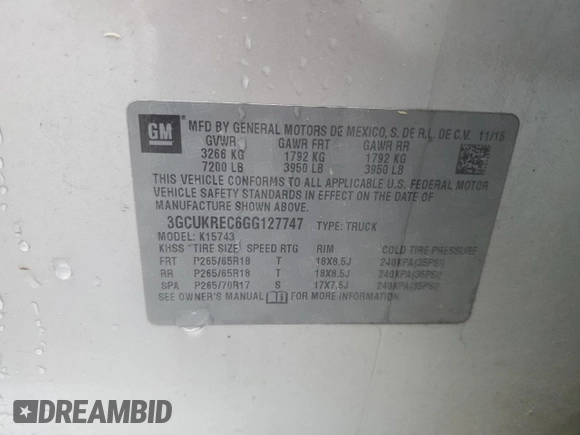 GM
MFD BY GENERAL MOTORS DE MEXICO, S. DE R.L. DE C.V. 11/15
GVWR GAWR FRT GAWR RR
3266 KG 1792 KG 1792 KG
7200 LB 3950 LB 3950 LB
THIS VEHICLE CONFORMS TO ALL APPLICABLE U.S. FEDERAL MOTOR
VEHICLE SAFETY STANDARDS IN EFFECT ON THE DATE OF
MANUFACTURE SHOWN ABOVE.
3GCUKREC6GG127747 TYPE: TRUCK
MODEL: K15743
KHSS TIRE SIZE SPEED RTG RIM COLD TIRE PRESSURE
FRT P265/65R18 T 18X8.5J 240KPA(35PSI)
RR P265/65R18 T 18X8.5J 240KPA(35PSI)
SPA P265/70R17 S 17X7.5J 240KPA(35PSI)
SEE OWNER'S MANUAL FOR MORE INFORMATION.
DREAMBID